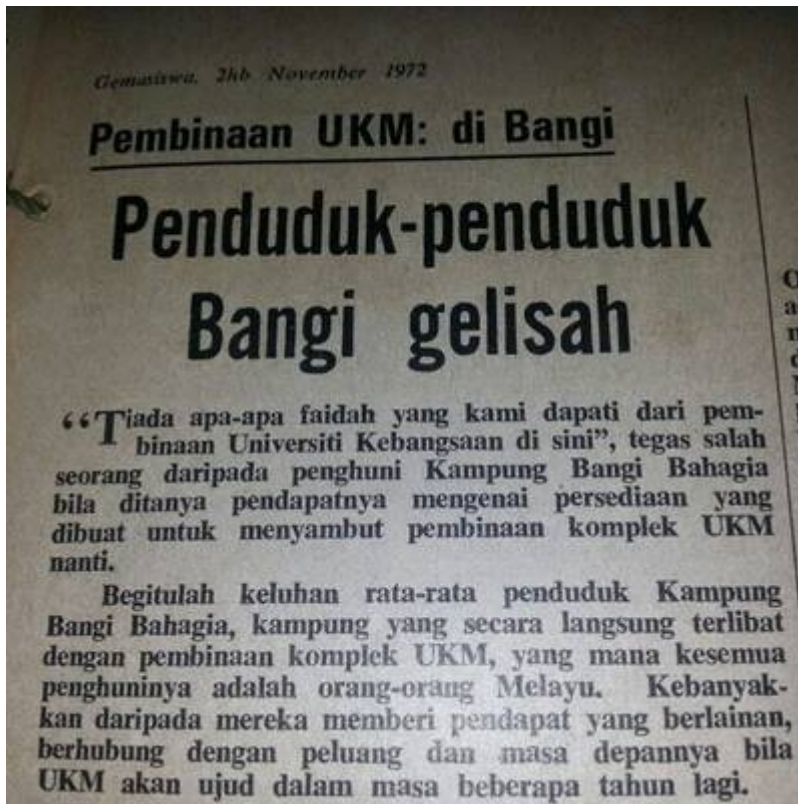 Gemasiswa, 2hb November 1972
Pembinaan UKM: di Bangi
Penduduk-penduduk
Bangi gelisah
“Tiada apa-apa faidah yang kami dapati dari pem-
binaan Universiti Kebangsaan di sini”, tegas salah
seorang daripada penghuni Kampung Bangi Bahagia
bila ditanya pendapatnya mengenai persediaan yang
dibuat untuk menyambut pembinaan komplek UKM
nanti.
Begitulah keluhan rata-rata penduduk Kampung
Bangi Bahagia, kampung yang secara langsung terlibat
dengan pembinaan komplek UKM, yang mana kesemua
penghuninya adalah orang-orang Melayu. Kebanyak-
kan daripada mereka memberi pendapat yang berlainan,
berhubung dengan peluang dan masa depannya bila
UKM akan ujud dalam masa beberapa tahun lagi.